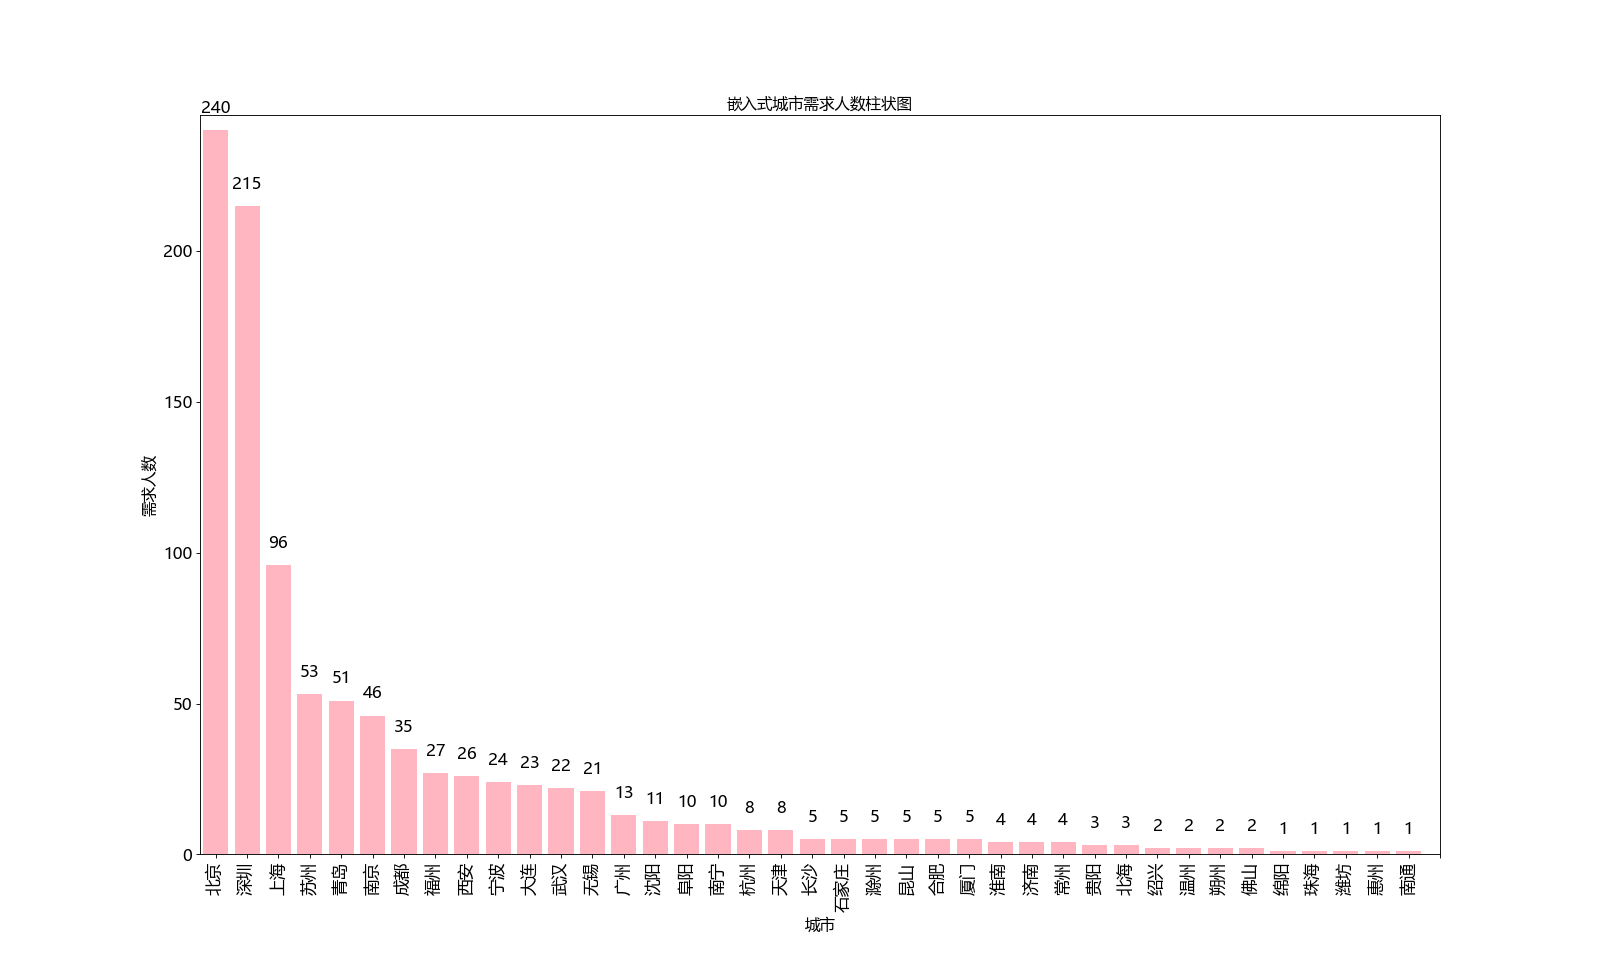 嵌入式城市需求人数柱状图
需求人数
200
150
100
50
0
240
215
96
53
51
46
35
27
26
24
23
22
21
13
11
10
10
8
8
5
5
5
5
5
5
4
4
4
3
3
2
2
2
2
1
1
1
1
1
北京
深圳
上海
苏州
青岛
南京
成都
福州
西安
宁波
大连
武汉
无锡
广州
沈阳
阜阳
南宁
杭州
天津
长沙
石家庄
滁州
昆山
合肥
厦门
淮南
济南
常州
贵阳
北海
绍兴
温州
朔州
佛山
绵阳
珠海
潍坊
惠州
南通
城市